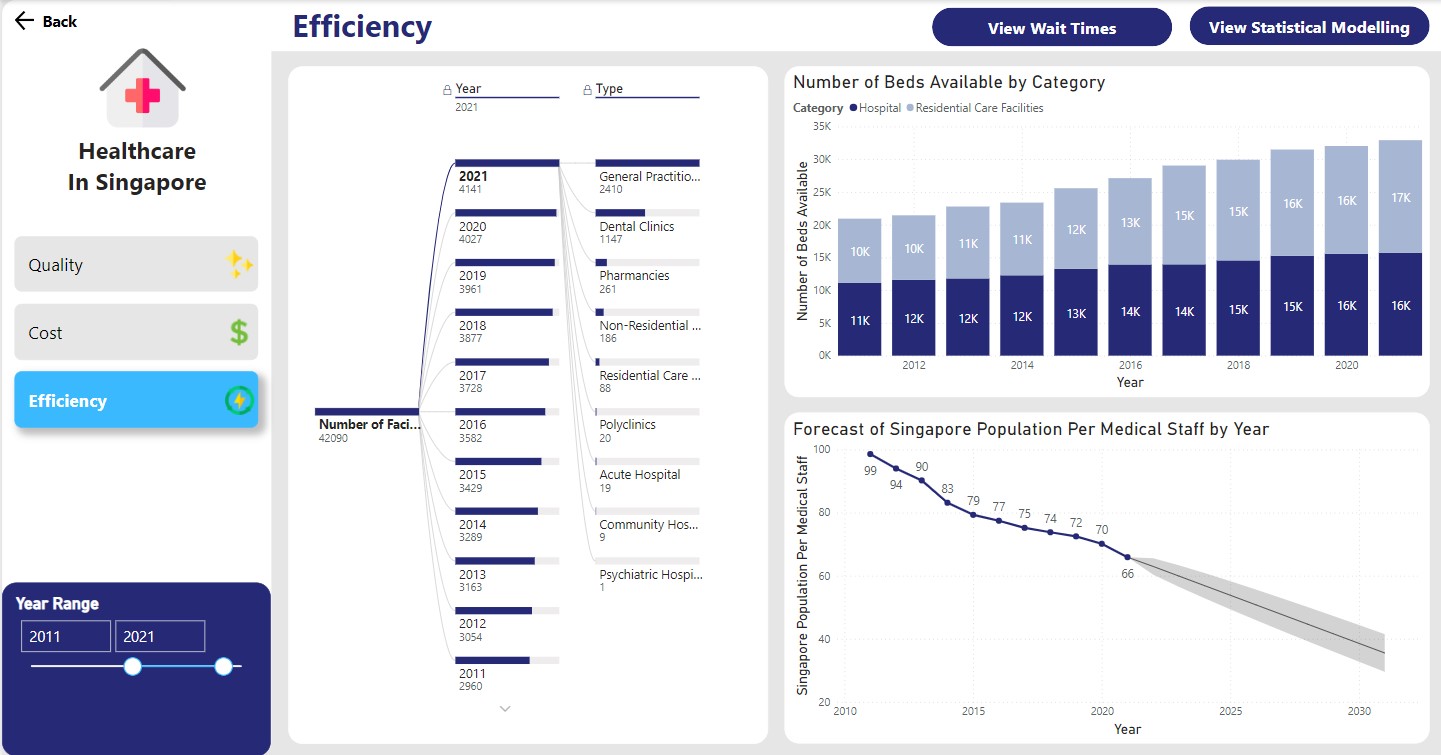 Back
Efficiency
View Wait Times
View Statistical Modelling
Healthcare
In Singapore
Quality
Cost
Efficiency
Year Range
2011
2021
Year
2021
Type
Number of Faci...
42090
2021
4141
2020
4027
2019
3961
2018
3877
2017
3728
2016
3582
2015
3429
2014
3289
2013
3163
2012
3054
2011
2960
General Practitio...
2410
Dental Clinics
1147
Pharmancies
261
Non-Residential ...
186
Residential Care ...
88
Polyclinics
20
Acute Hospital
19
Community Hos...
9
Psychiatric Hospi...
1
Number of Beds Available by Category
Category Hospital Residential Care Facilities
Number of Beds Available
35K
30K
25K
20K
15K
10K
5K
0K
10K 10K 11K 11K 12K 13K 15K 15K 16K 16K 17K
11K 12K 12K 12K 13K 14K 14K 15K 15K 16K 16K
2012 2014 2016 2018 2020
Year
Forecast of Singapore Population Per Medical Staff by Year
Singapore Population Per Medical Staff
100
80
60
40
20
99 94 90 83 79 77 75 74 72 70 66
2010 2015 2020 2025 2030
Year